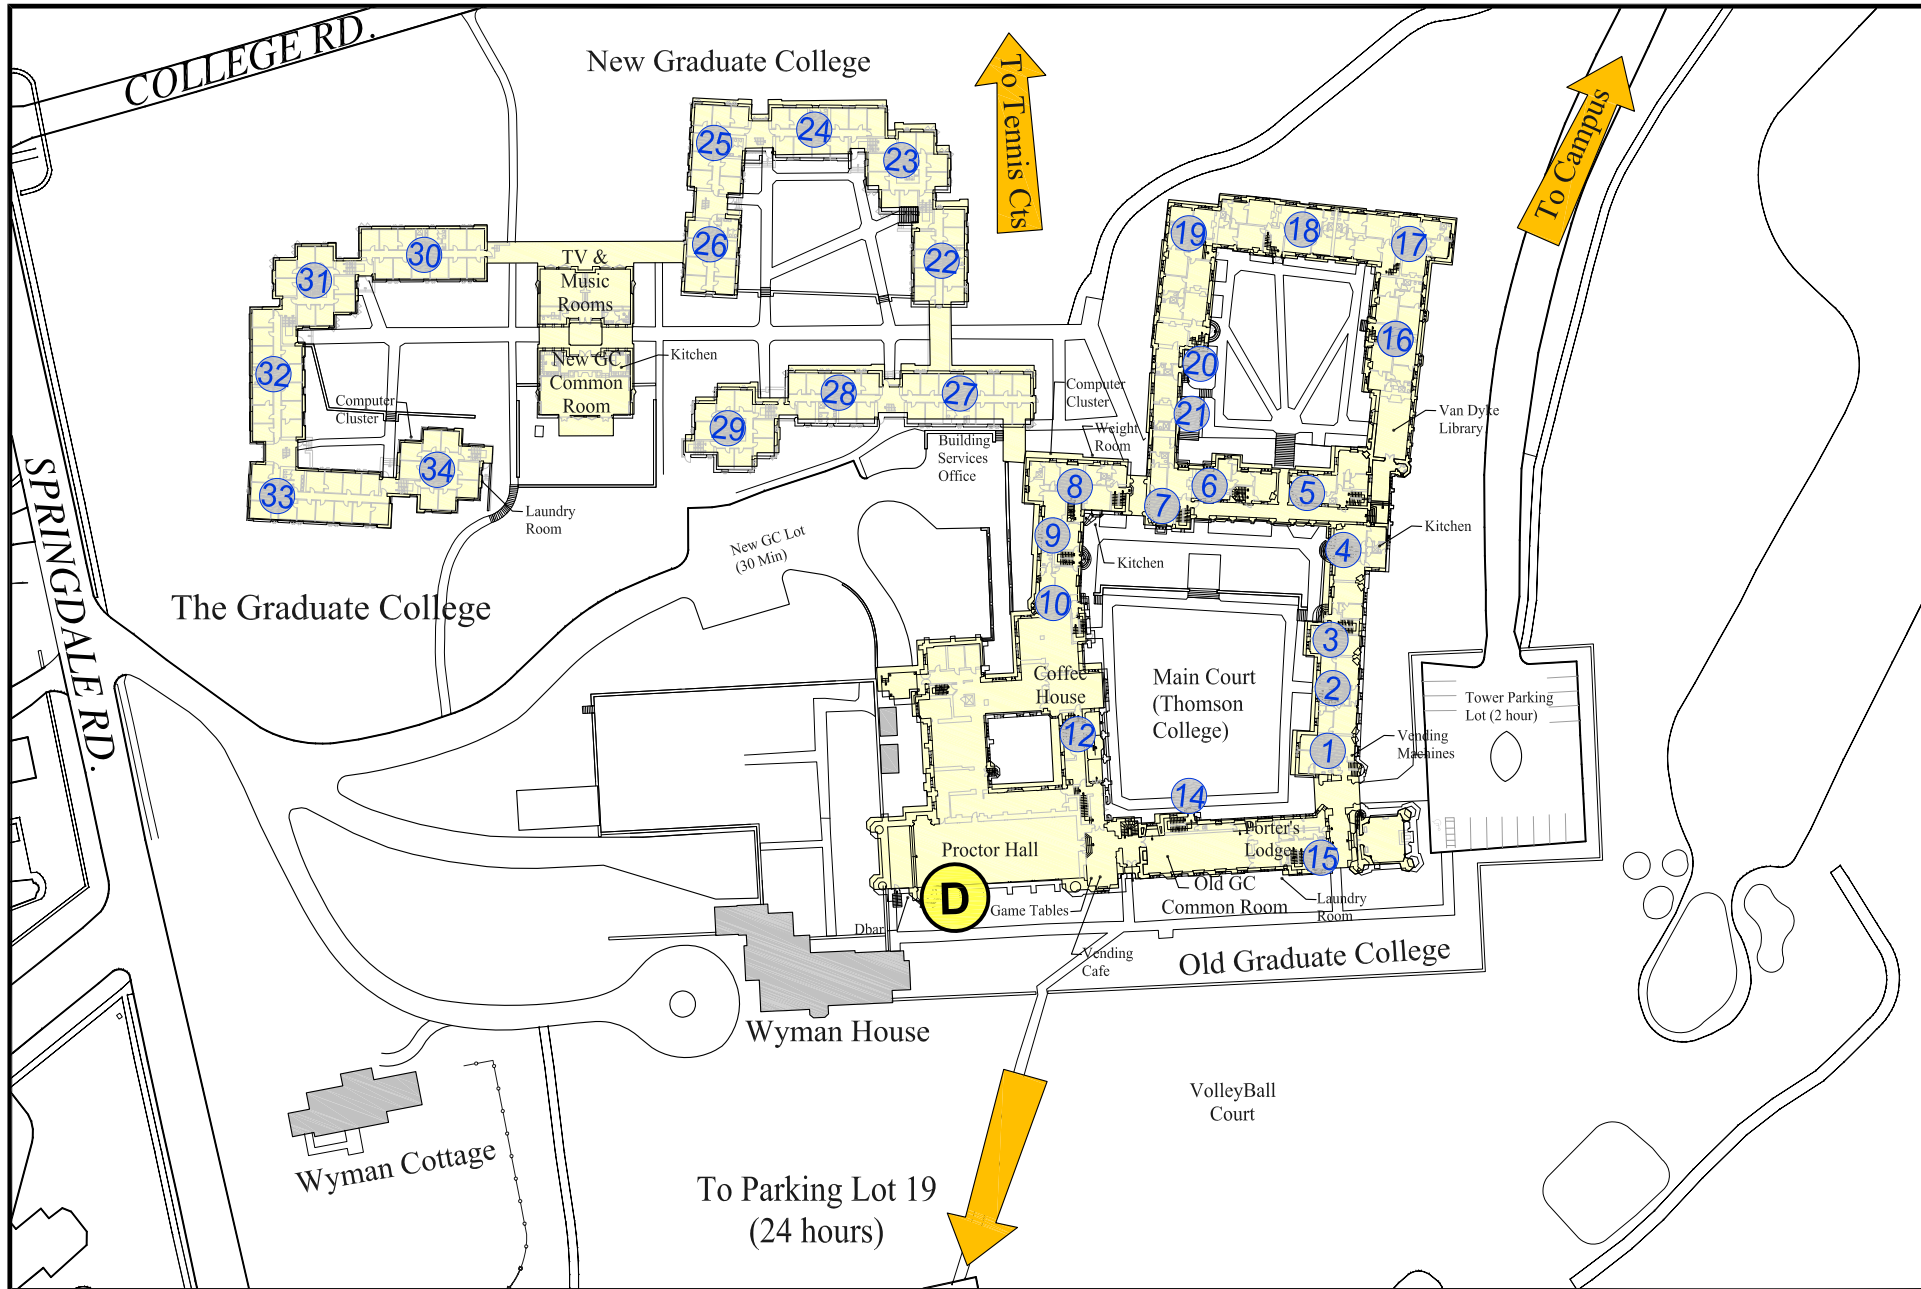 COLLEGE RD.
New Graduate College
To Tennis Cts
To Campus
25
24
23
19
18
17
30
26
22
TV &
Music
Rooms
31
16
New GC
Common
Room
Kitchen
20
32
Computer
Cluster
28
27
Computer
Cluster
21
Van Dyke
Library
29
Building
Services
Office
Weight
Room
34
33
Laundry
Room
8
7
6
5
SPRINGDALE RD.
New GC Lot
(30 Min)
9
Kitchen
4
Kitchen
The Graduate College
10
3
Coffee
House
Main Court
(Thomson
College)
2
Tower Parking
Lot (2 hour)
12
1
Vending
Machines
14
Proctor Hall
Porter's
Lodge
15
D
Game Tables
Old GC
Common Room
Laundry
Room
Dbar
Vending
Cafe
Old Graduate College
Wyman House
VolleyBall
Court
Wyman Cottage
To Parking Lot 19
(24 hours)